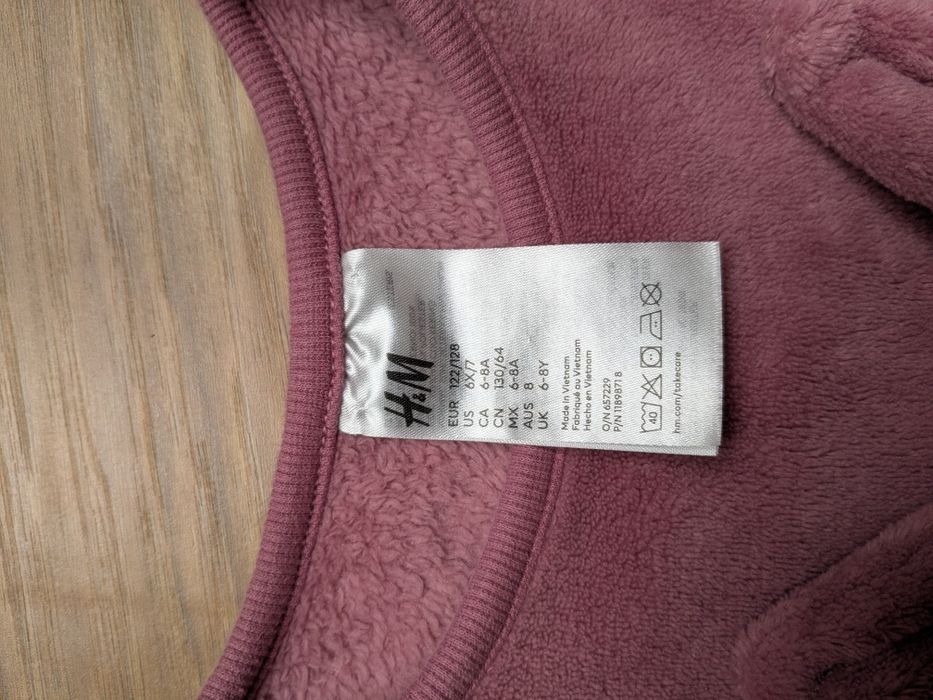 H&M
EUR 122/128
US 6X/7
CA 6-8A
CN 130/64
MX 6-8A
AUS 8
UK 6-8Y
Made in Vietnam
Fabriqué au Vietnam
Hecho en Vietnam
O/N 657229
P/N 1189871 8
40
hm.com/takecare